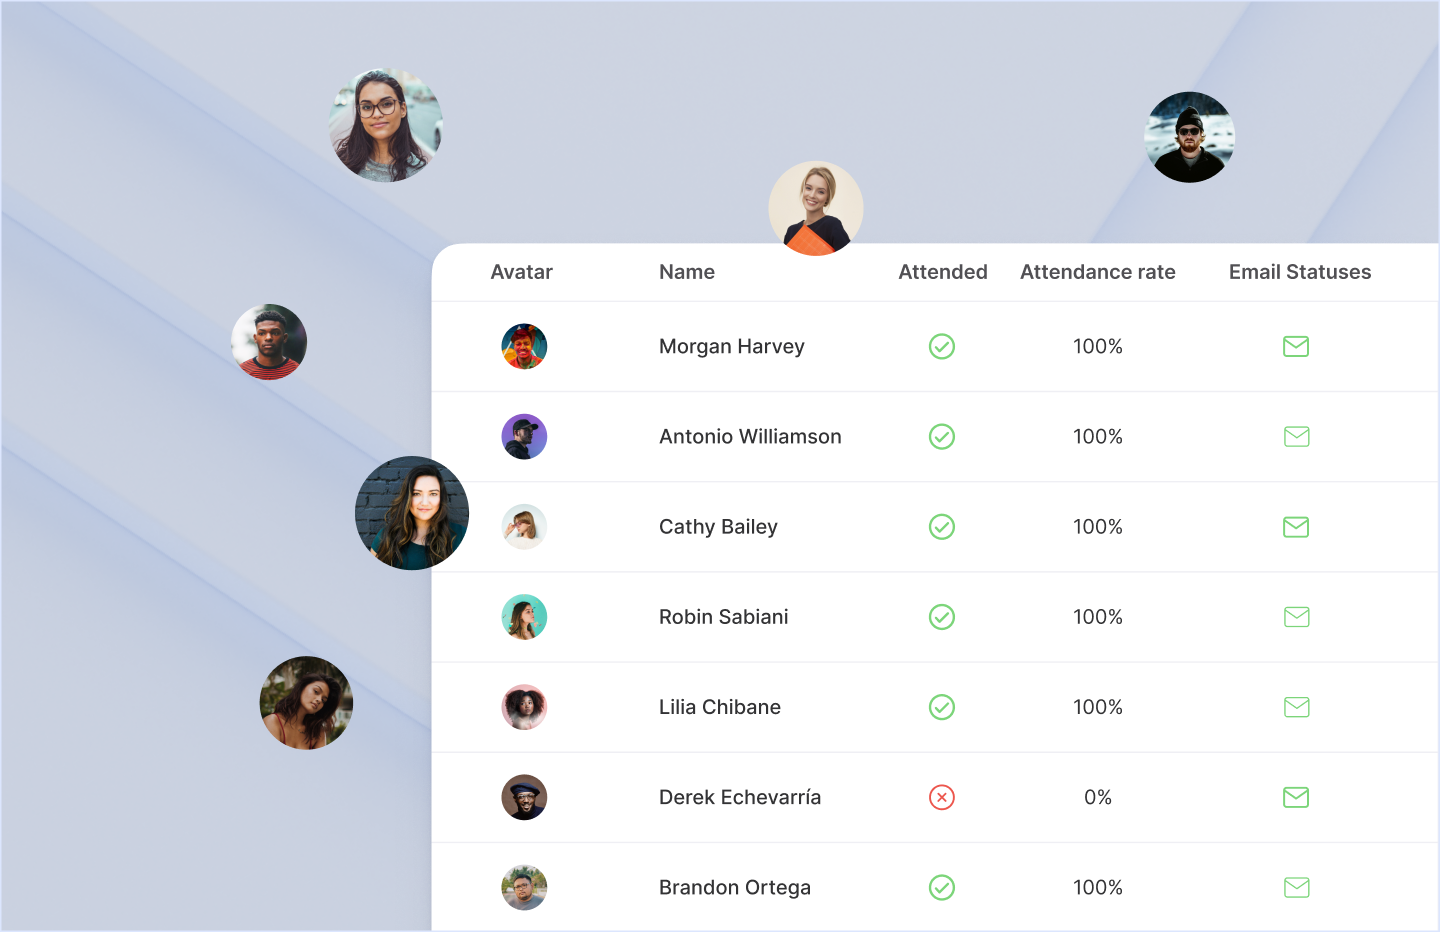 Avatar Name Attended Attendance rate Email Statuses
Morgan Harvey 100%
Antonio Williamson 100%
Cathy Bailey 100%
Robin Sabiani 100%
Lilia Chibane 100%
Derek Echevarría 0%
Brandon Ortega 100%